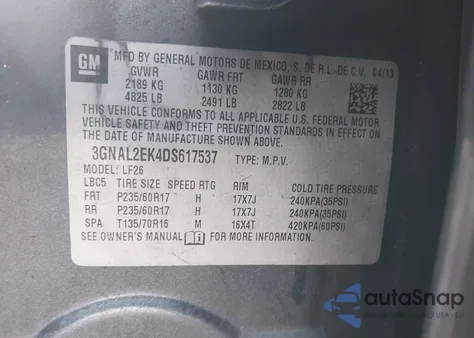 GM
MFD BY GENERAL MOTORS DE MEXICO, S. DE R.L. DE C.V. 04/13
GVWR GAWR FRT GAWR RR
2189 KG 1130 KG 1280 KG
4825 LB 2491 LB 2822 LB
THIS VEHICLE CONFORMS TO ALL APPLICABLE U.S. FEDERAL MOTOR
VEHICLE SAFETY, BUMPER, AND THEFT PREVENTION STANDARDS IN
EFFECT ON THE DATE OF MANUFACTURE SHOWN ABOVE.
3GNAL2EK4DS617537 TYPE: M.P.V.
MODEL: LF26
LBC5 TIRE SIZE SPEED RTG RIM COLD TIRE PRESSURE
FRT P235/60R17 H 17X7J 240KPA(35PSI)
RR P235/60R17 H 17X7J 240KPA(35PSI)
SPA T135/70R16 M 16X4T 420KPA(60PSI)
SEE OWNER'S MANUAL FOR MORE INFORMATION.
autoSnap